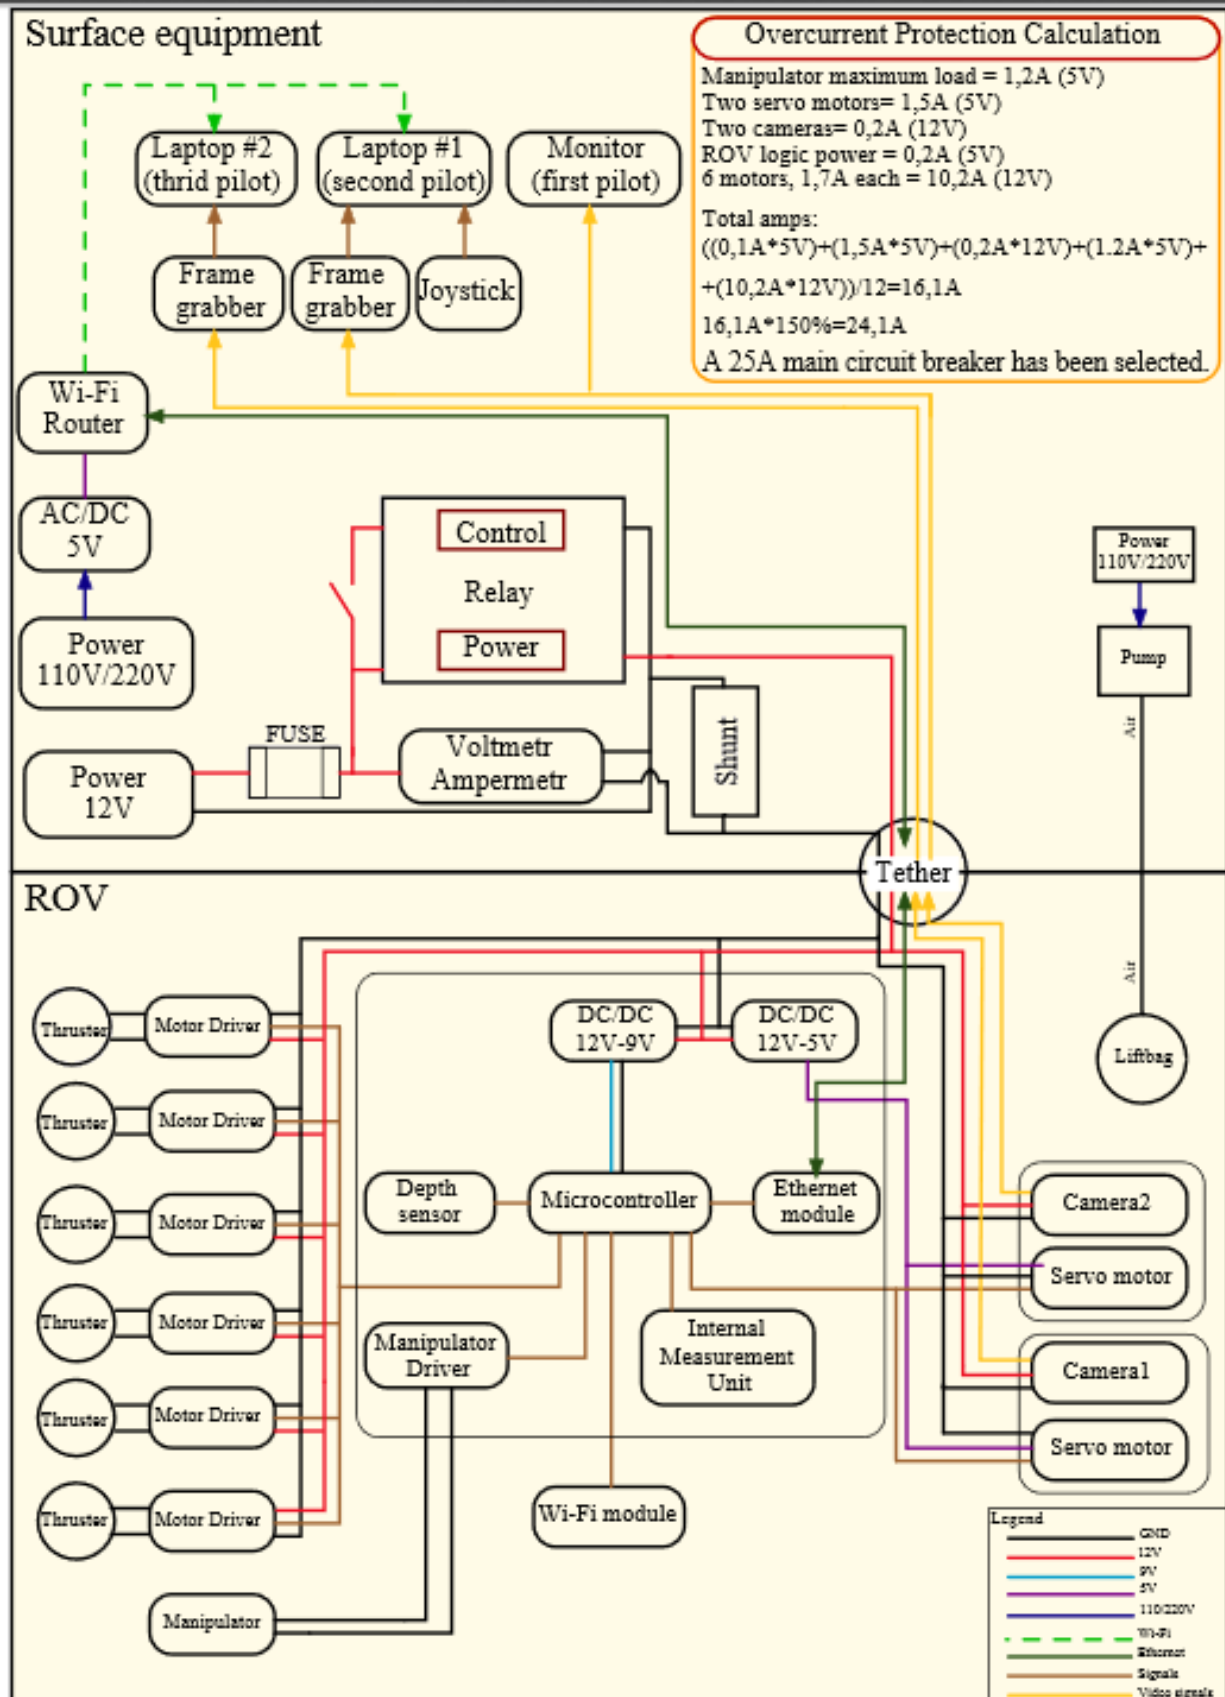 Surface equipment
Overcurrent Protection Calculation
Manipulator maximum load = 1,2A (5V)
Two servo motors= 1,5A (5V)
Two cameras= 0,2A (12V)
ROV logic power = 0,2A (5V)
6 motors, 1,7A each = 10,2A (12V)
Total amps:
((0,1A*5V)+(1,5A*5V)+(0,2A*12V)+(1.2A*5V)+
+(10,2A*12V))/12=16,1A
16,1A*150%=24,1A
A 25A main circuit breaker has been selected.
Laptop #2
(thrid pilot)
Laptop #1
(second pilot)
Monitor
(first pilot)
Frame
grabber
Frame
grabber
Joystick
Wi-Fi
Router
AC/DC
5V
Power
110V/220V
Control
Relay
Power
Power
110V/220V
Pump
Air
FUSE
Voltmetr
Ampermetr
Shunt
Power
12V
Tether
ROV
Air
Liftbag
Thruster
Motor Driver
Thruster
Motor Driver
Thruster
Motor Driver
Thruster
Motor Driver
Thruster
Motor Driver
Thruster
Motor Driver
DC/DC
12V-9V
DC/DC
12V-5V
Depth
sensor
Microcontroller
Ethernet
module
Manipulator
Driver
Internal
Measurement
Unit
Wi-Fi module
Manipulator
Camera2
Servo motor
Camera1
Servo motor
Legend
GND
12V
9V
5V
110/220V
Wi-Fi
Ethernet
Signals
Video signals